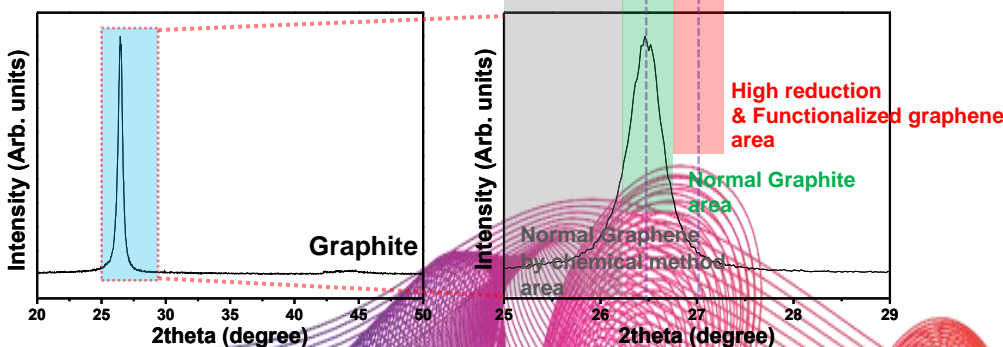 Intensity (Arb. units)
Graphite
20 25 30 35 40 45 50
2theta (degree)
Intensity (Arb. units)
High reduction
& Functionalized graphene
area
Normal Graphite
area
Normal Graphene
by chemical method
area
25 26 27 28 29
2theta (degree)